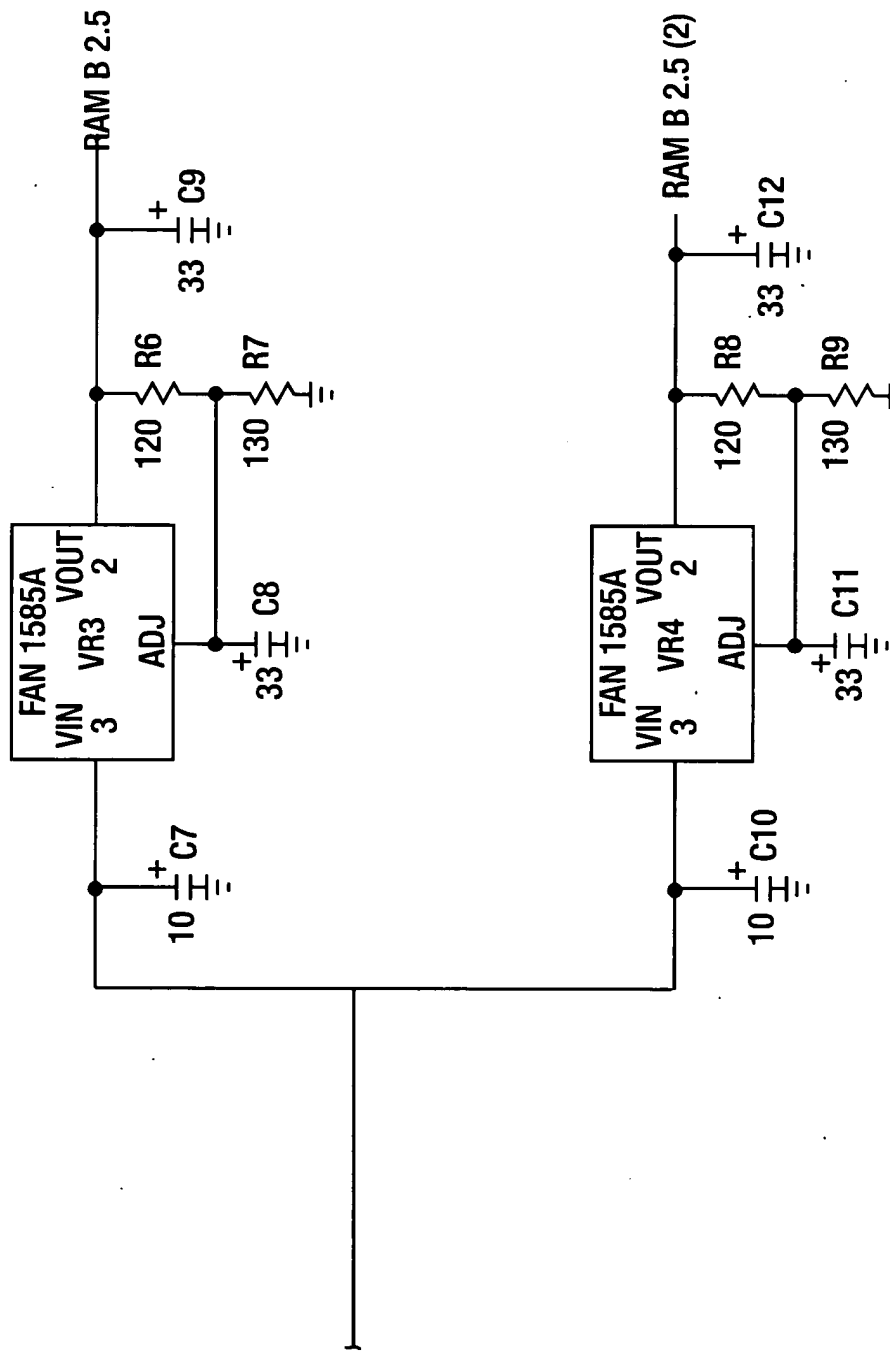 RAM B 2.5
C9
33
R6
120
R7
130
FAN 1585A
VIN
3
VR3
VOUT
2
ADJ
C8
33
C7
10
RAM B 2.5 (2)
C12
33
R8
120
R9
130
FAN 1585A
VIN
3
VR4
VOUT
2
ADJ
C11
33
C10
10